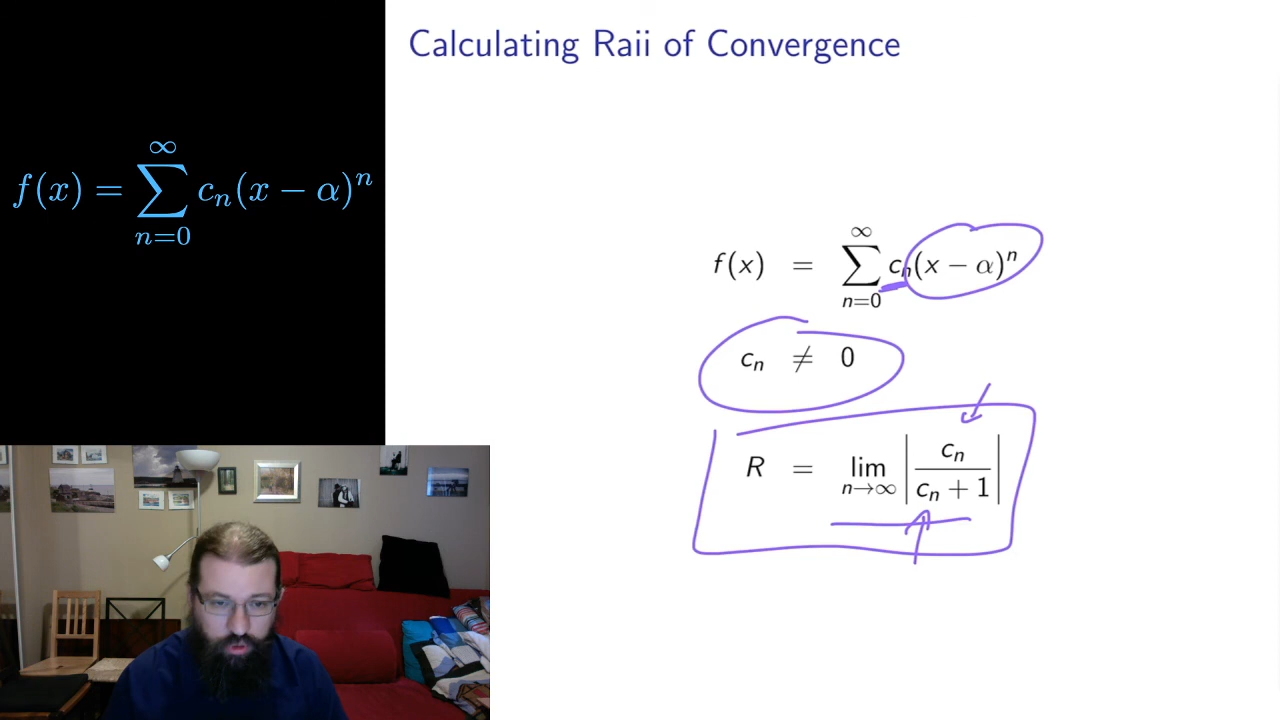 Calculating Raii of Convergence
f(x) = ∑_{n=0}^{∞} c_n(x − α)^n
f(x) = ∑_{n=0}^{∞} c_n(x − α)^n
c_n ≠ 0
R = lim_{n→∞} |c_n / (c_n + 1)|